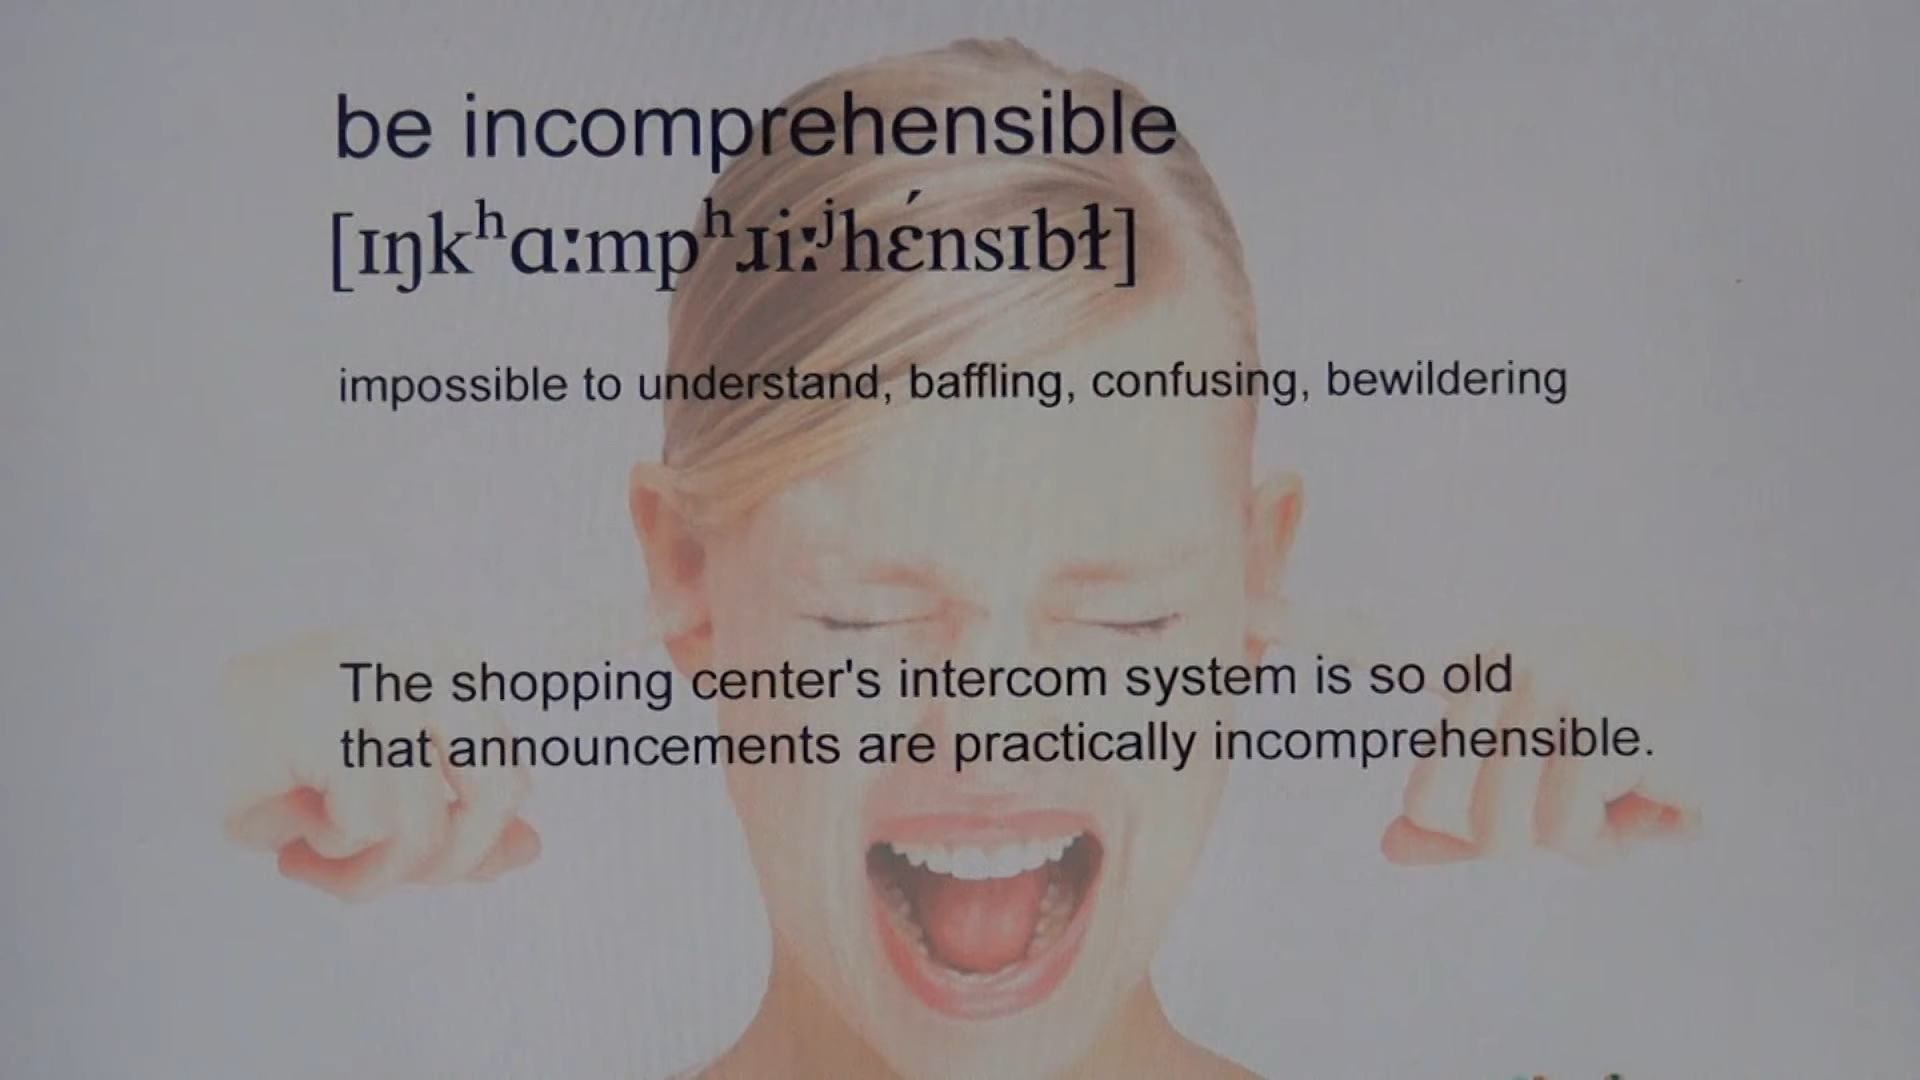 be incomprehensible
[ɪŋkʰɑːmpʰɹiːʲhɛ́nsɪbɫ]
impossible to understand, baffling, confusing, bewildering
The shopping center's intercom system is so old
that announcements are practically incomprehensible.